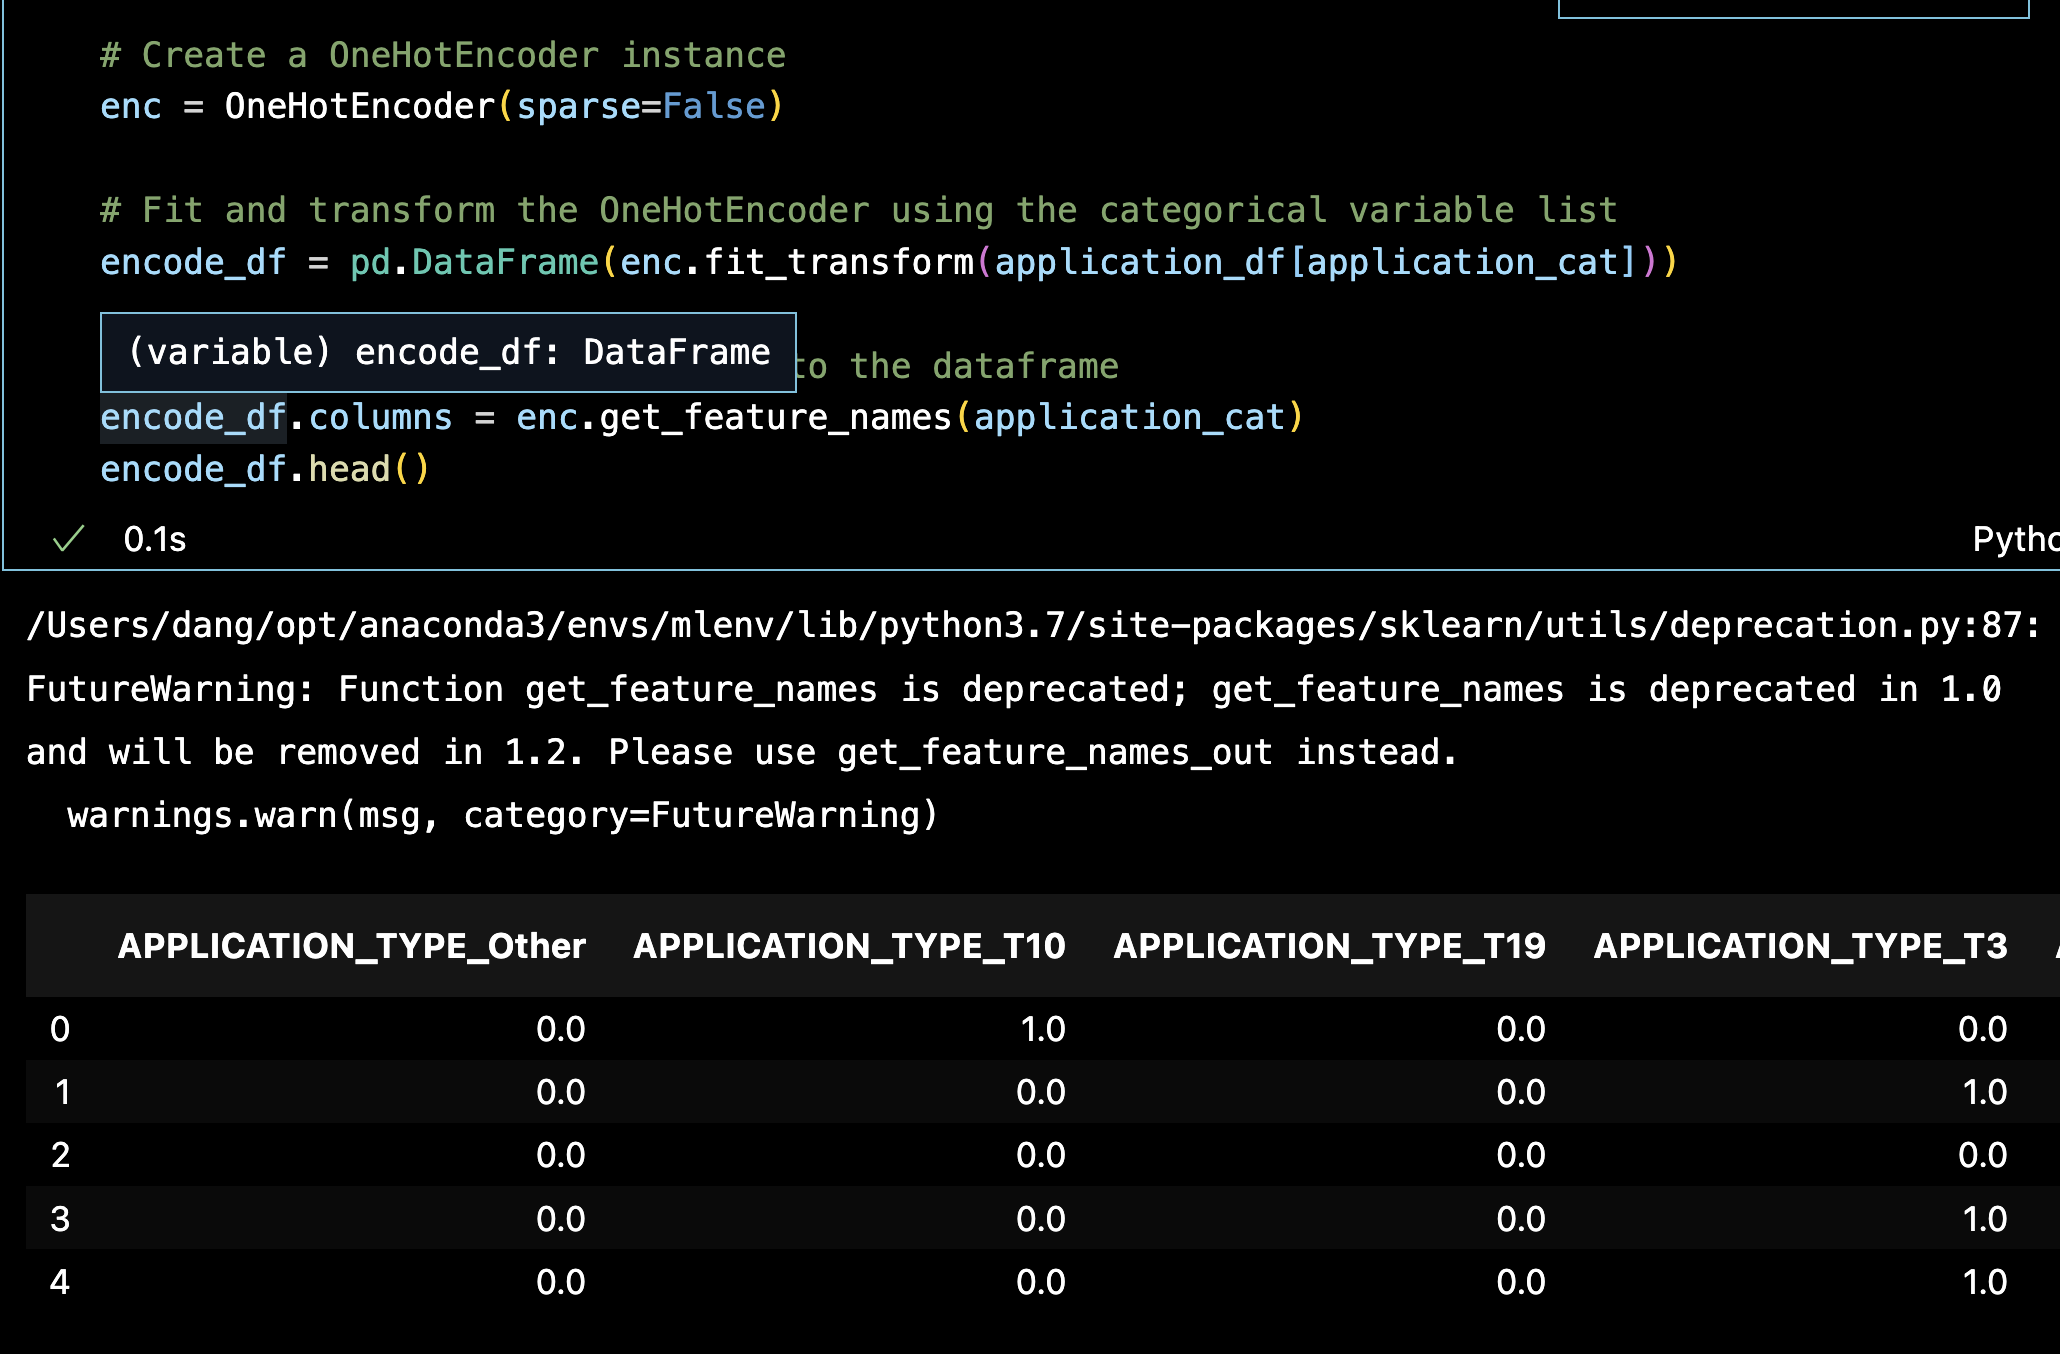 # Create a OneHotEncoder instance
enc = OneHotEncoder(sparse=False)
# Fit and transform the OneHotEncoder using the categorical variable list
encode_df = pd.DataFrame(enc.fit_transform(application_df[application_cat]))
(variable) encode_df: DataFrame
to the dataframe
encode_df.columns = enc.get_feature_names(application_cat)
encode_df.head()
0.1s
/Users/dang/opt/anaconda3/envs/mlenv/lib/python3.7/site-packages/sklearn/utils/deprecation.py:87:
FutureWarning: Function get_feature_names is deprecated; get_feature_names is deprecated in 1.0
and will be removed in 1.2. Please use get_feature_names_out instead.
warnings.warn(msg, category=FutureWarning)
APPLICATION_TYPE_Other APPLICATION_TYPE_T10 APPLICATION_TYPE_T19 APPLICATION_TYPE_T3
0 0.0 1.0 0.0 0.0
1 0.0 0.0 0.0 1.0
2 0.0 0.0 0.0 0.0
3 0.0 0.0 0.0 1.0
4 0.0 0.0 0.0 1.0